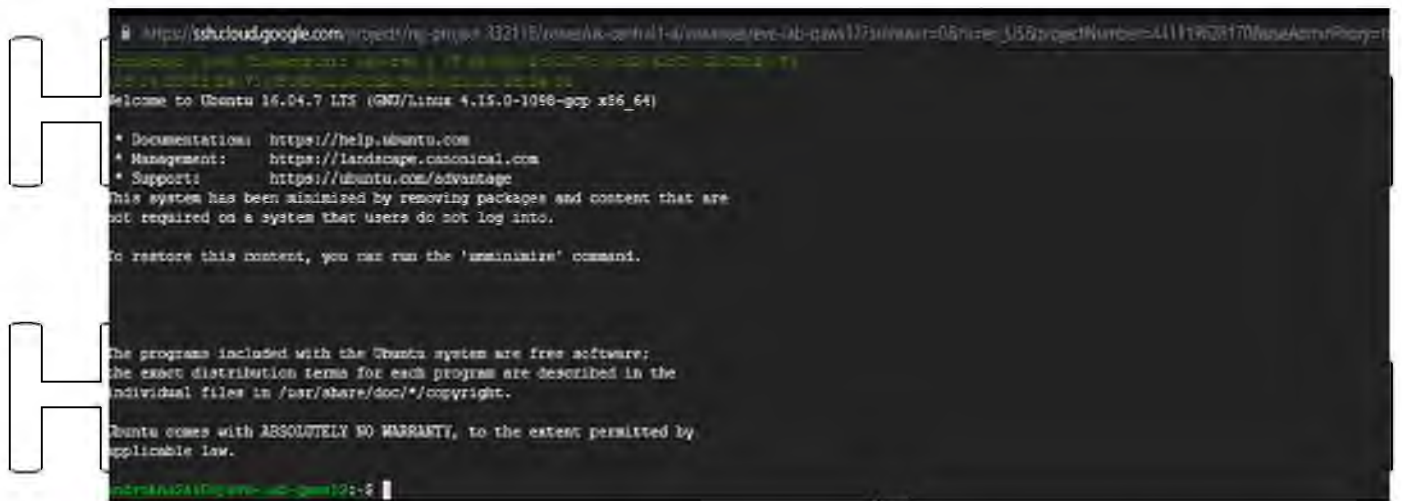 https://ssh.cloud.google.com
Welcome to Ubuntu 16.04.7 LTS (GNU/Linux 4.15.0-1098-gcp x86_64)
* Documentation: https://help.ubuntu.com
* Management: https://landscape.canonical.com
* Support: https://ubuntu.com/advantage
This system has been minimized by removing packages and content that are
not required on a system that users do not log into.
To restore this content, you can run the 'unminimize' command.
The programs included with the Ubuntu system are free software;
the exact distribution terms for each program are described in the
individual files in /usr/share/doc/*/copyright.
Ubuntu comes with ABSOLUTELY NO WARRANTY, to the extent permitted by
applicable law.
:~$